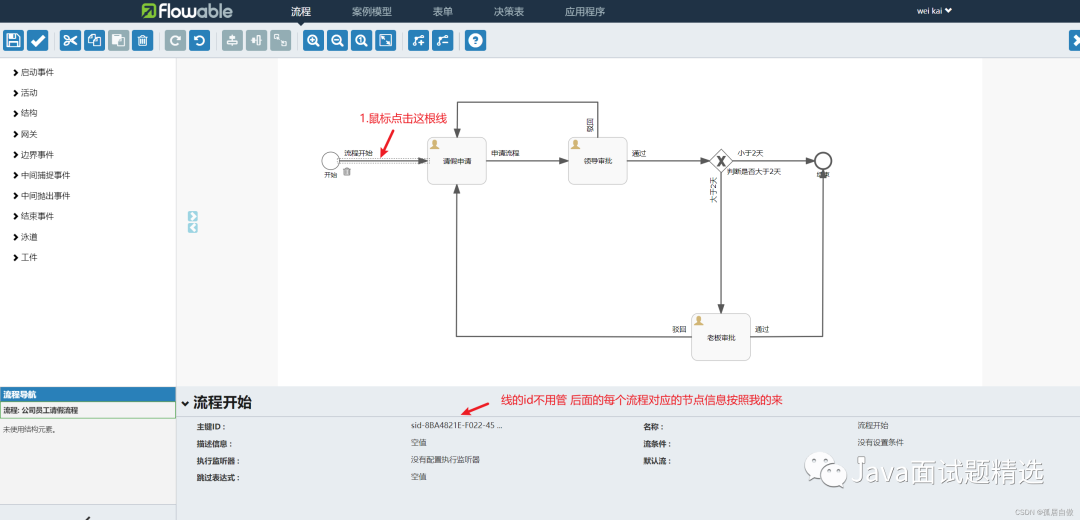 flowable
流程
案例模型
表单
决策表
应用程序
wei kai
启动事件
活动
结构
网关
边界事件
中间捕捉事件
中间抛出事件
结束事件
泳道
工件
1.鼠标点击这根线
流程开始
开始
请假申请
申请流程
驳回
领导审批
通过
小于2天
判断是否大于2天
大于2天
驳回
老板审批
通过
流程导航
流程: 公司员工请假流程
未使用结构元素。
流程开始
线的id不用管 后面的每个流程对应的节点信息按照我的来
主键ID :
sid-8BA4821E-F022-45 ...
名称 :
流程开始
描述信息 :
空值
流条件 :
没有设置条件
执行监听器 :
没有配置执行监听器
默认流 :
跳过表达式 :
空值
Java面试题精选
CSDN @孤居自傲